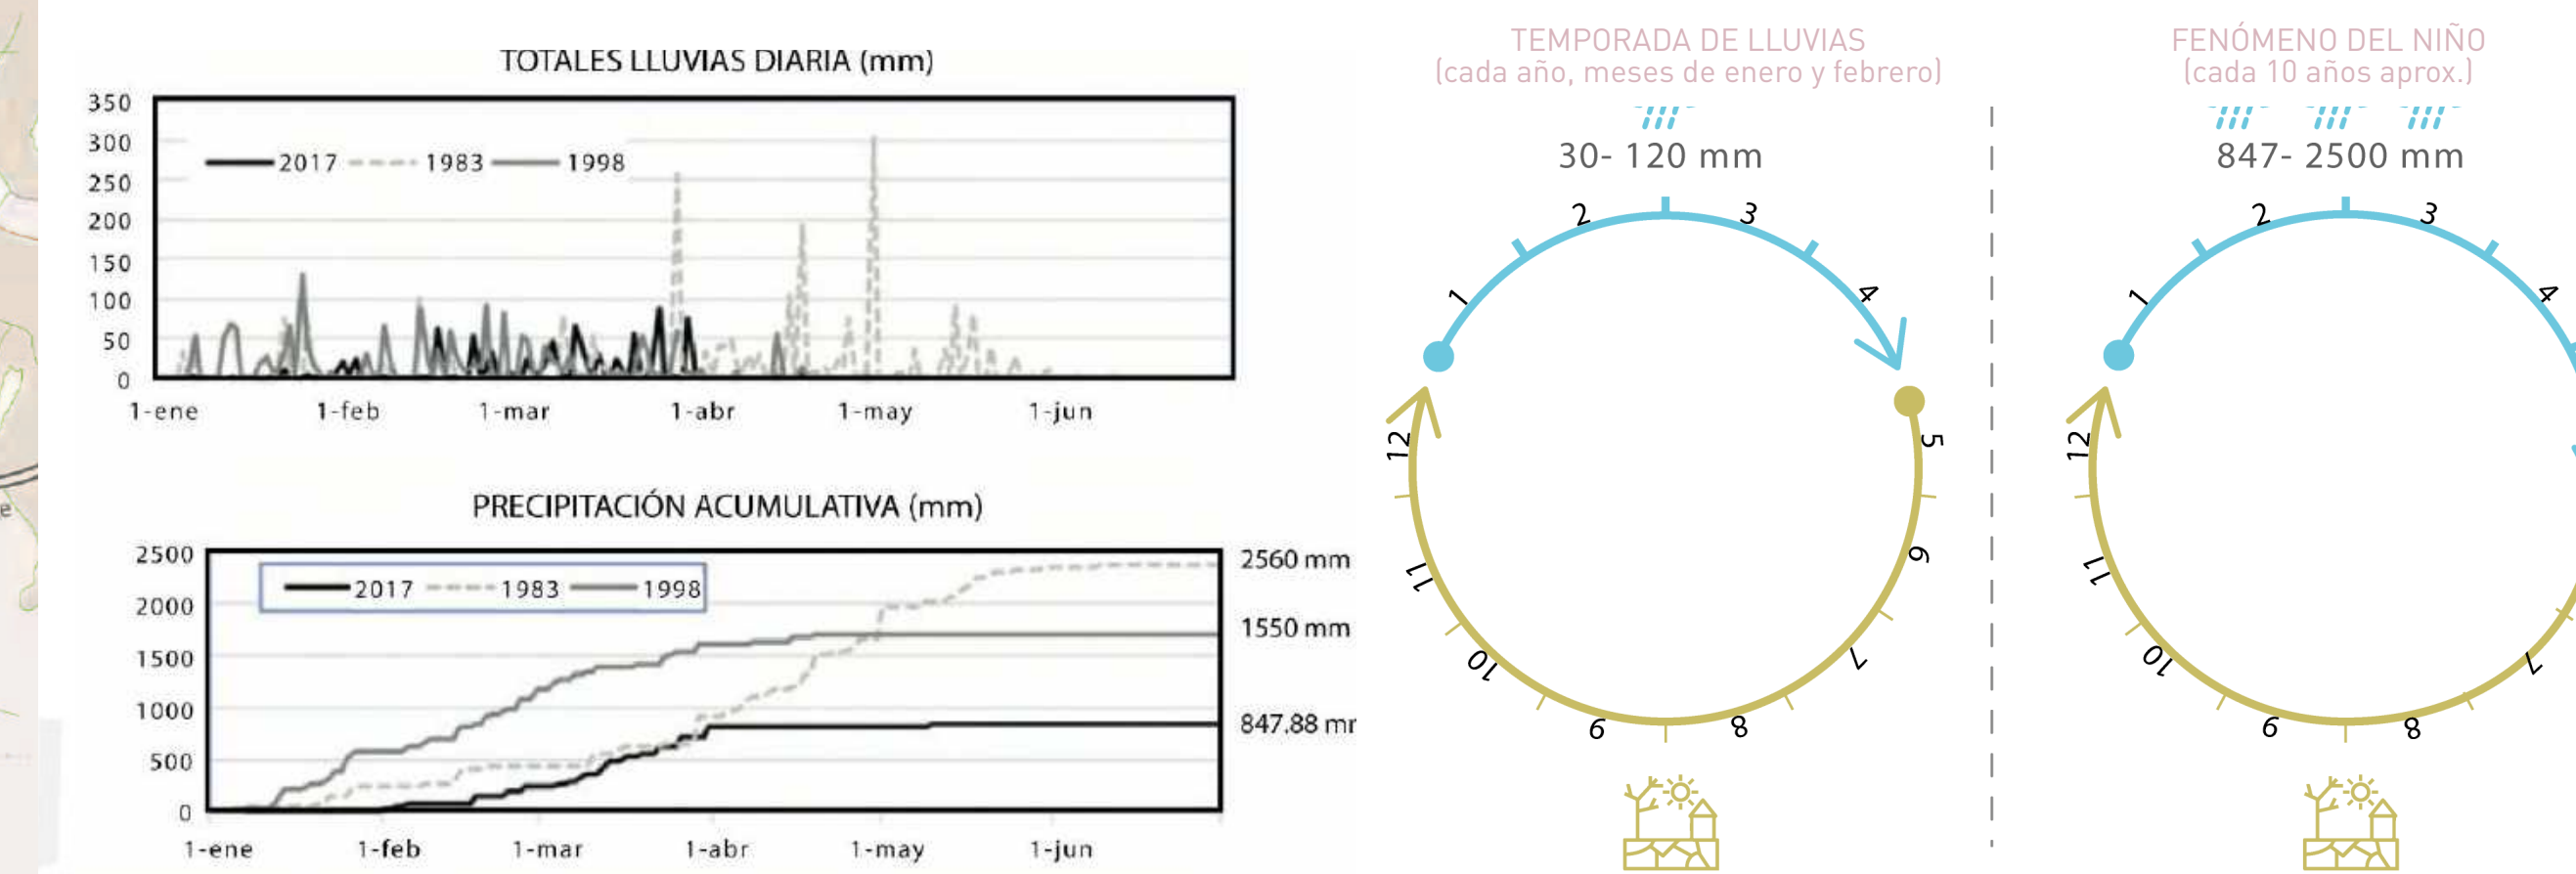 TOTALES LLUVIAS DIARIA (mm)
350
300
250
200
150
100
50
0
2017 1983 1998
1-ene 1-feb 1-mar 1-abr 1-may 1-jun
PRECIPITACIÓN ACUMULATIVA (mm)
2500
2000
1500
1000
500
0
2017 1983 1998
2560 mm
1550 mm
847.88 mr
1-ene 1-feb 1-mar 1-abr 1-may 1-jun
TEMPORADA DE LLUVIAS
(cada año, meses de enero y febrero)
30- 120 mm
1
2
3
4
5
6
7
8
9
10
11
12
FENÓMENO DEL NIÑO
(cada 10 años aprox.)
847- 2500 mm
1
2
3
4
7
8
9
10
11
12
e